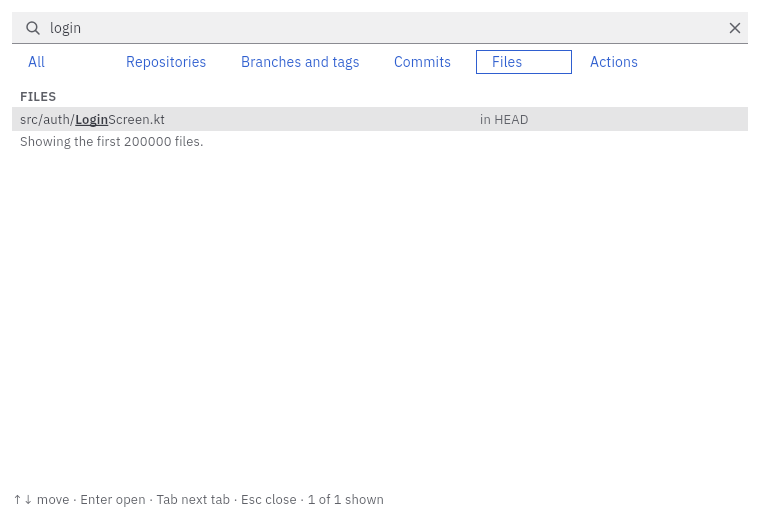 login
All Repositories Branches and tags Commits Files Actions
FILES
src/auth/LoginScreen.kt in HEAD
Showing the first 200000 files.
↑↓ move · Enter open · Tab next tab · Esc close · 1 of 1 shown